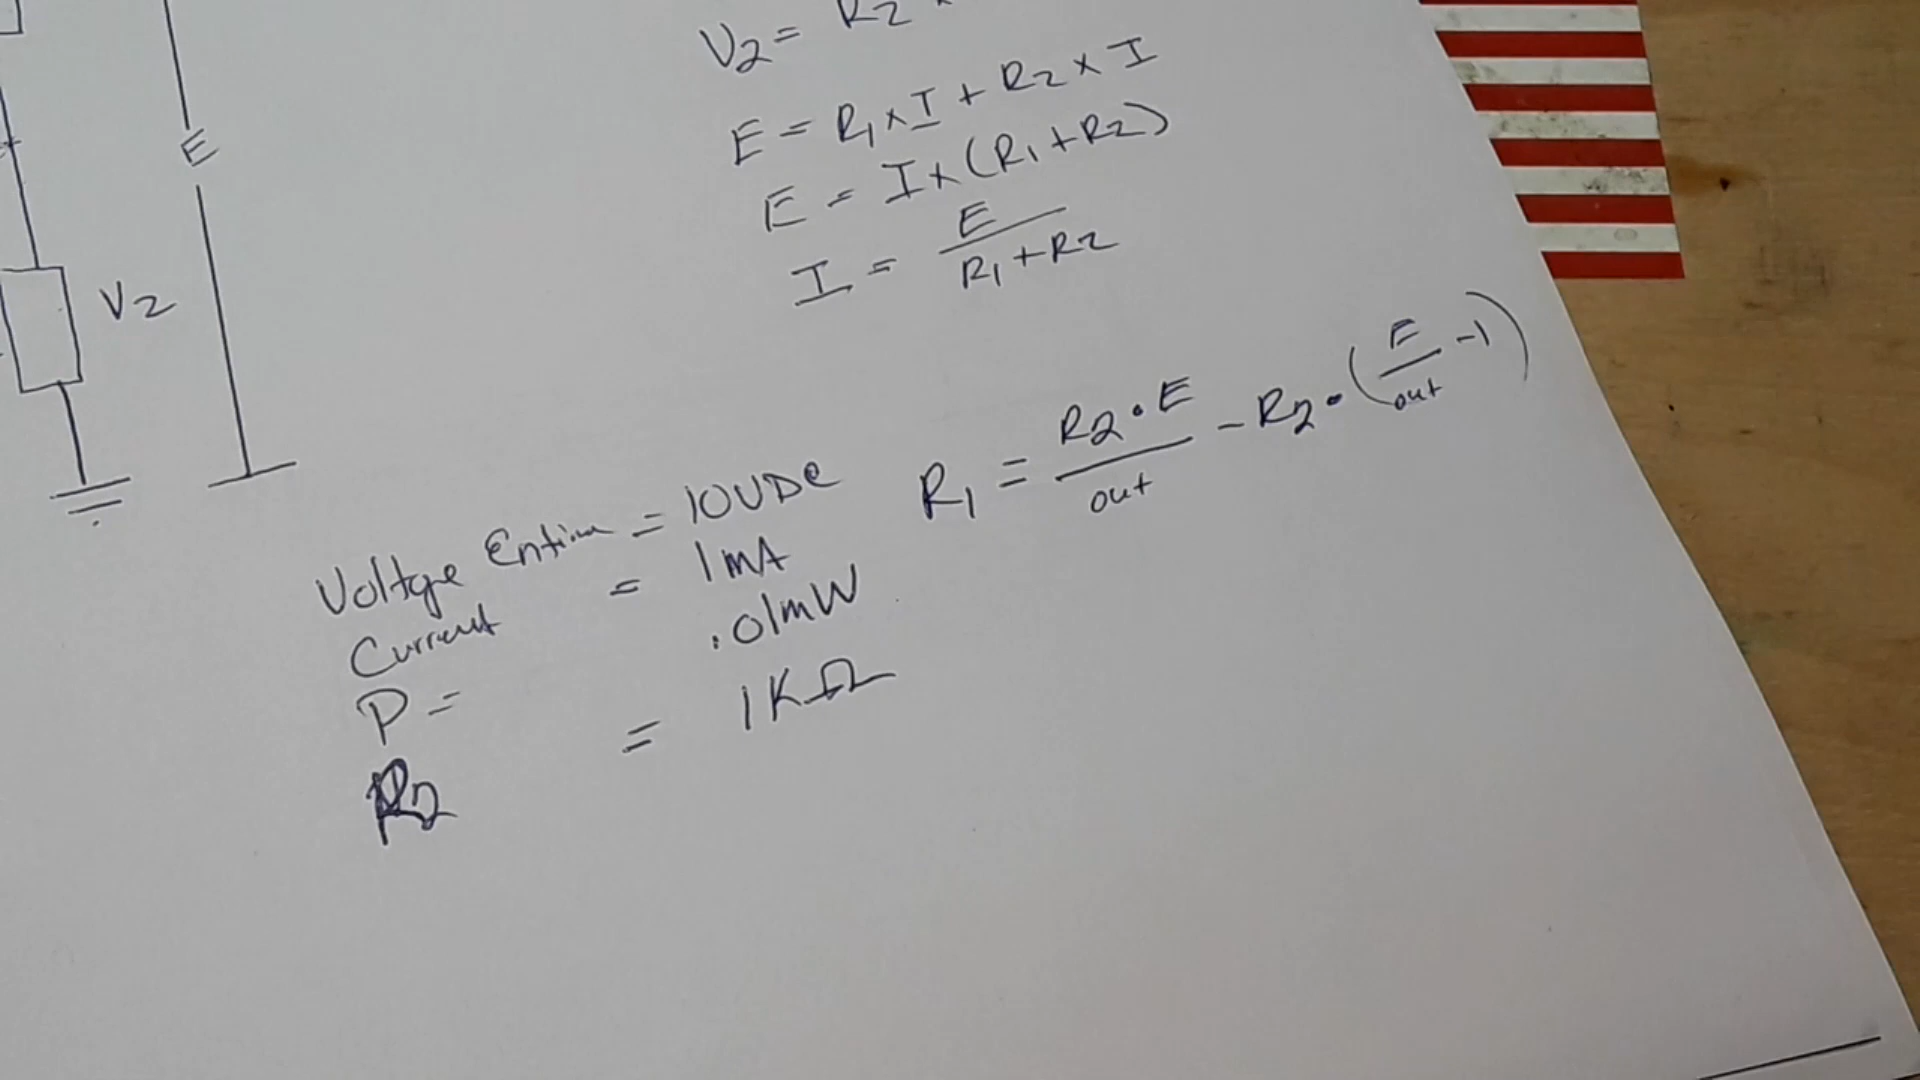 V2 = R2
E = R1 x I + R2 x I
E = I x (R1 + R2)
I = E / R1 + R2
E
V2
R1 = R2 • E / out - R2 • (E / out - 1)
Voltge = 10VDC
Current = 1mA
P = .01mW
R2 = 1KΩ